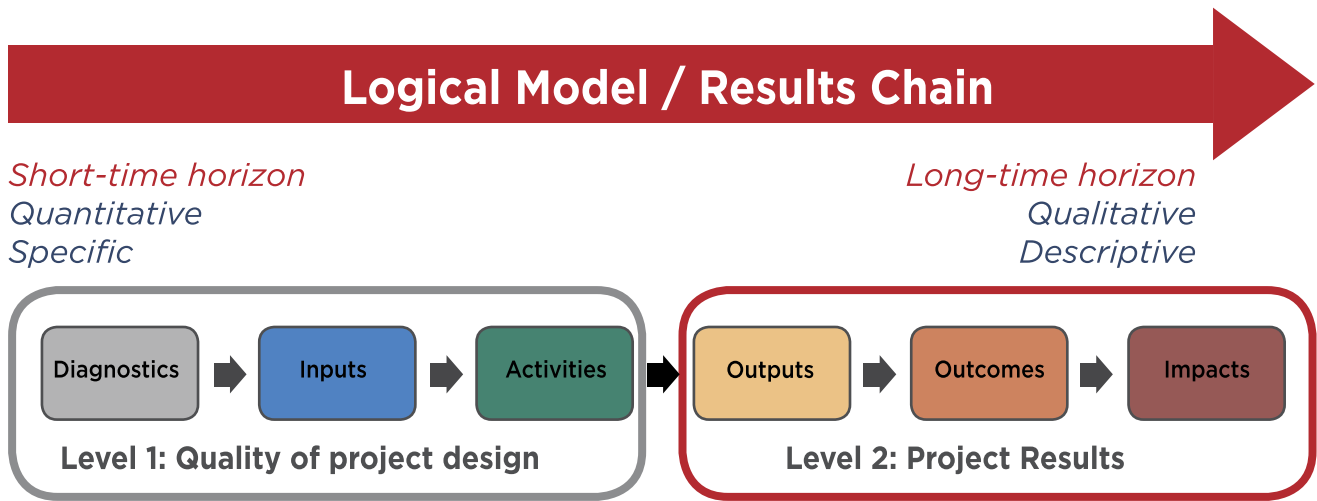 Logical Model / Results Chain
Short-time horizon
Quantitative
Specific
Long-time horizon
Qualitative
Descriptive
Diagnostics
Inputs
Activities
Outputs
Outcomes
Impacts
Level 1: Quality of project design
Level 2: Project Results